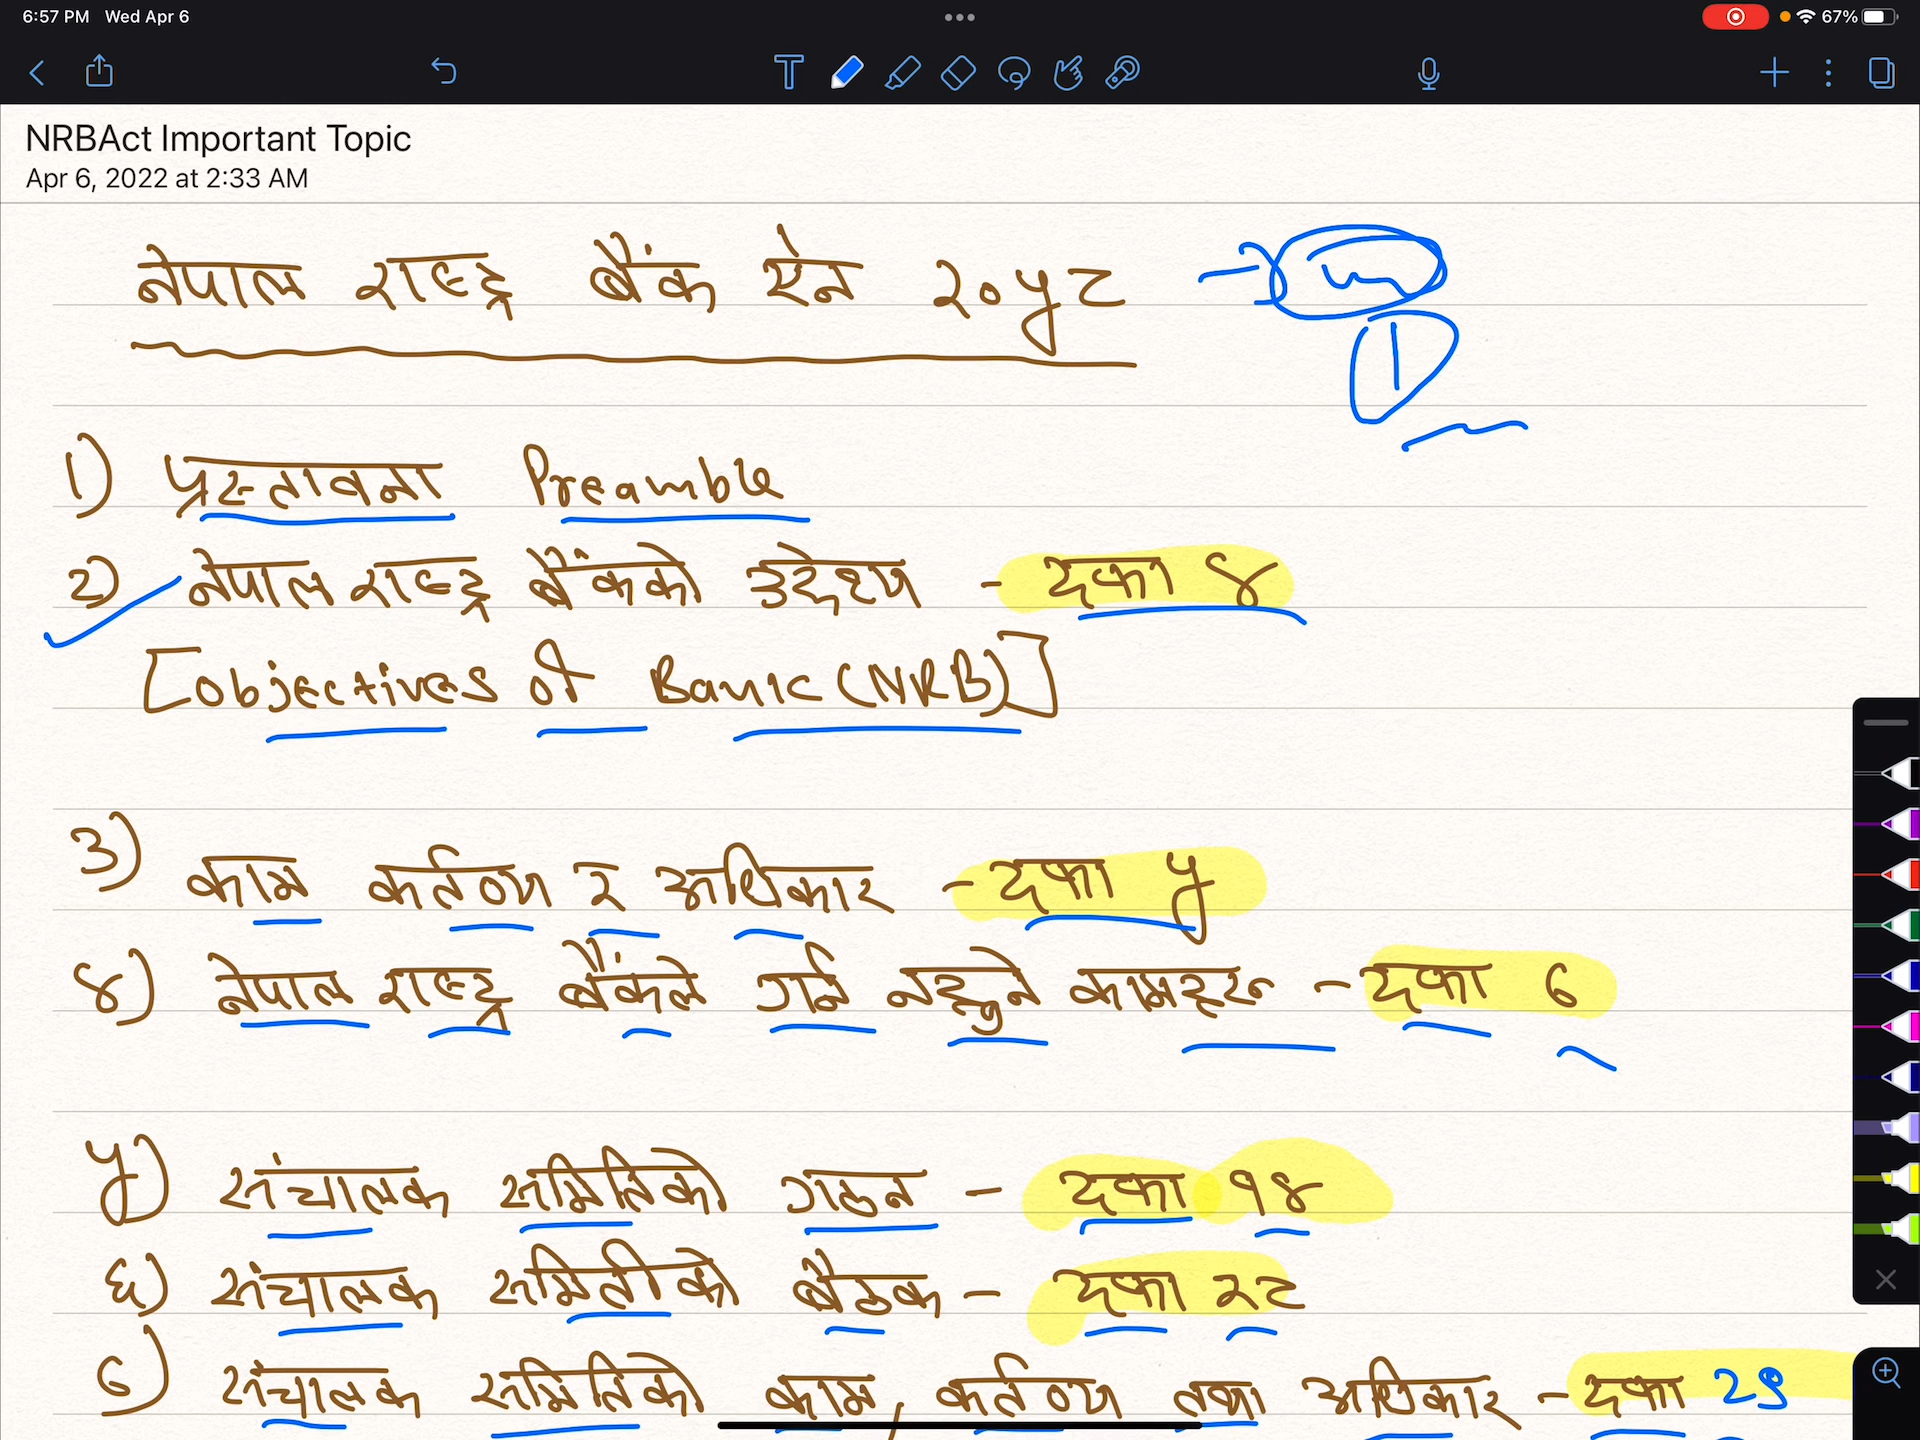 6:57 PM Wed Apr 6
67%
NRBAct Important Topic
Apr 6, 2022 at 2:33 AM
नेपाल राष्ट्र बैंक ऐन २०५८
1) प्रस्तावना Preamble
2) नेपाल राष्ट्र बैंकको उद्देश्य - दफा ४
[Objectives of Bank (NRB)]
3) काम कर्तव्य र अधिकार - दफा ५
४) नेपाल राष्ट्र बैंकले गर्न नहुने कामहरु - दफा ७
५) संचालक समितिको गठन - दफा १४
६) संचालक समितीको बैठक - दफा २८
७) संचालक समितिको काम, कर्तव्य तथा अधिकार - दफा २९